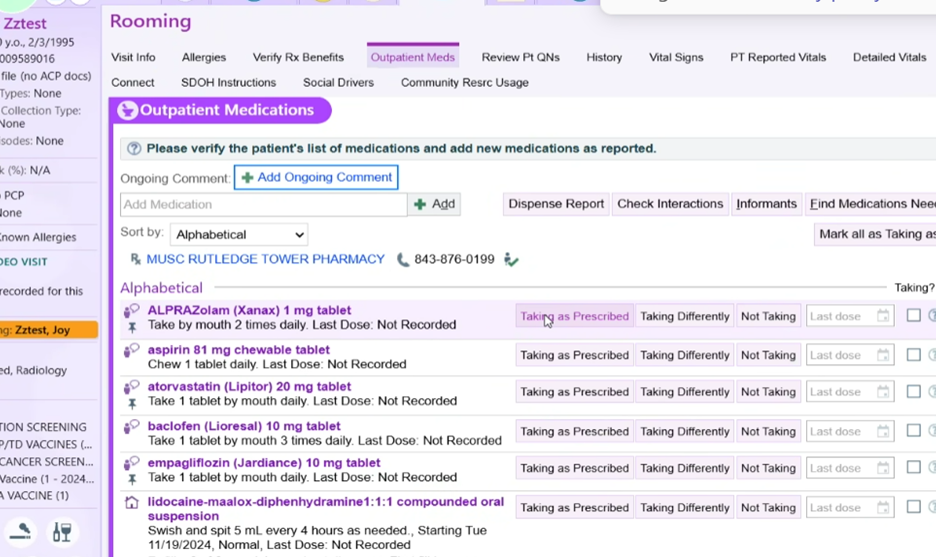 Zztest
Rooming
y.o., 2/3/1995
009589016
file (no ACP docs)
Types: None
Collection Type:
None
isodes: None
k (%): N/A
PCP
None
Known Allergies
DEO VISIT
recorded for this
ng: Zztest, Joy
ed, Radiology
TION SCREENING
P/TD VACCINES (...
CANCER SCREEN...
Vaccine (1 - 2024...
A VACCINE (1)
Visit Info Allergies Verify Rx Benefits Outpatient Meds Review Pt QNs History Vital Signs PT Reported Vitals Detailed Vitals
Connect SDOH Instructions Social Drivers Community Resrc Usage
Outpatient Medications
Please verify the patient's list of medications and add new medications as reported.
Ongoing Comment: Add Ongoing Comment
Add Medication Add Dispense Report Check Interactions Informants Find Medications Nee
Sort by: Alphabetical Mark all as Taking as
MUSC RUTLEDGE TOWER PHARMACY 843-876-0199
Alphabetical Taking?
ALPRAZolam (Xanax) 1 mg tablet
Take by mouth 2 times daily. Last Dose: Not Recorded
Taking as Prescribed Taking Differently Not Taking Last dose
aspirin 81 mg chewable tablet
Chew 1 tablet daily. Last Dose: Not Recorded
Taking as Prescribed Taking Differently Not Taking Last dose
atorvastatin (Lipitor) 20 mg tablet
Take 1 tablet by mouth daily. Last Dose: Not Recorded
Taking as Prescribed Taking Differently Not Taking Last dose
baclofen (Lioresal) 10 mg tablet
Take 1 tablet by mouth 3 times daily. Last Dose: Not Recorded
Taking as Prescribed Taking Differently Not Taking Last dose
empagliflozin (Jardiance) 10 mg tablet
Take 1 tablet by mouth daily. Last Dose: Not Recorded
Taking as Prescribed Taking Differently Not Taking Last dose
lidocaine-maalox-diphenhydramine1:1:1 compounded oral
suspension
Swish and spit 5 mL every 4 hours as needed., Starting Tue
11/19/2024, Normal, Last Dose: Not Recorded
Taking as Prescribed Taking Differently Not Taking Last dose